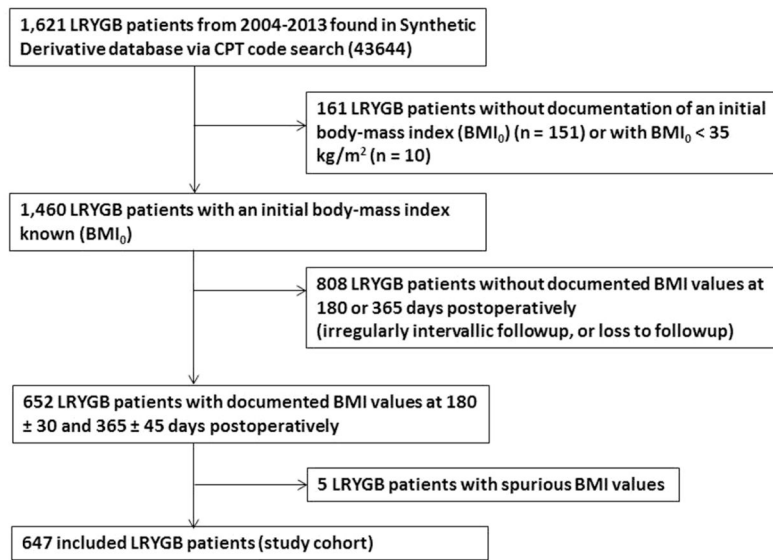 1,621 LRYGB patients from 2004-2013 found in Synthetic
Derivative database via CPT code search (43644)
161 LRYGB patients without documentation of an initial
body-mass index (BMI₀) (n = 151) or with BMI₀ < 35
kg/m² (n = 10)
1,460 LRYGB patients with an initial body-mass index
known (BMI₀)
808 LRYGB patients without documented BMI values at
180 or 365 days postoperatively
(irregularly intervallic followup, or loss to followup)
652 LRYGB patients with documented BMI values at 180
± 30 and 365 ± 45 days postoperatively
5 LRYGB patients with spurious BMI values
647 included LRYGB patients (study cohort)